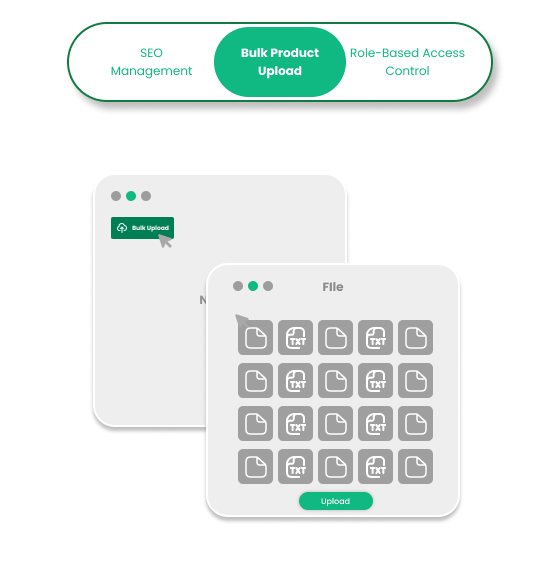 SEO
Management
Bulk Product
Upload
Role-Based Access
Control
Bulk Upload
N
FIle
TXT
TXT
TXT
TXT
TXT
TXT
TXT
TXT
Upload